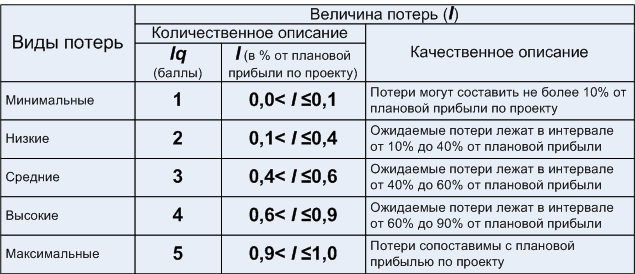 Виды потерь
Величина потерь (I)
Количественное описание
Качественное описание
Iq
(баллы)
I (в % от плановой
прибыли по проекту)
Минимальные
1
0,0< I ≤0,1
Потери могут составить не более 10% от
плановой прибыли по проекту
Низкие
2
0,1< I ≤0,4
Ожидаемые потери лежат в интервале
от 10% до 40% от плановой прибыли
Средние
3
0,4< I ≤0,6
Ожидаемые потери лежат в интервале
от 40% до 60% от плановой прибыли
Высокие
4
0,6< I ≤0,9
Ожидаемые потери лежат в интервале
от 60% до 90% от плановой прибыли
Максимальные
5
0,9< I ≤1,0
Потери сопоставимы с плановой
прибылью по проекту